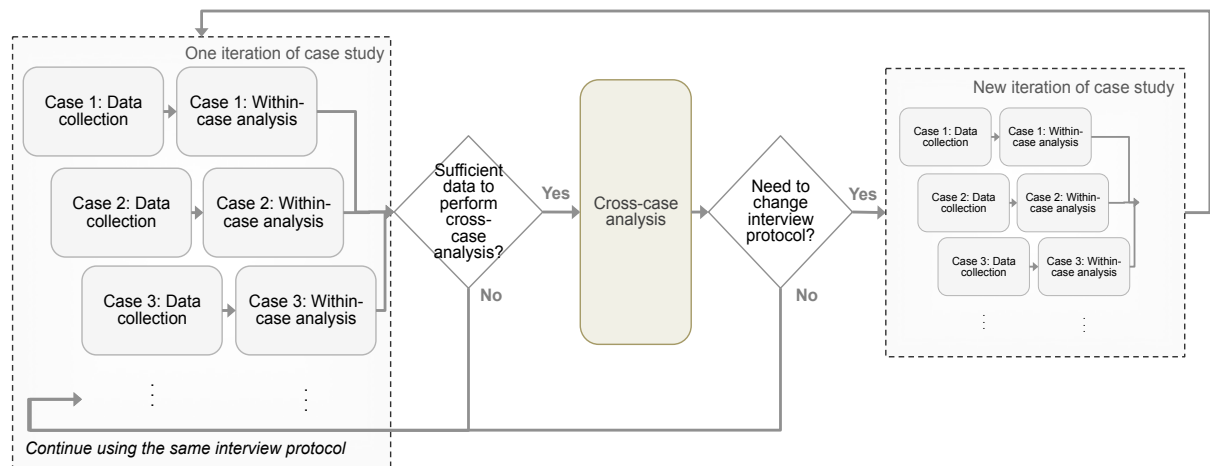 One iteration of case study
Case 1: Data
collection
Case 1: Within-
case analysis
Case 2: Data
collection
Case 2: Within-
case analysis
Case 3: Data
collection
Case 3: Within-
case analysis
Continue using the same interview protocol
Sufficient
data to
perform
cross-
case
analysis?
Yes
No
Cross-case
analysis
Need to
change
interview
protocol?
Yes
No
New iteration of case study
Case 1: Data
collection
Case 1: Within-
case analysis
Case 2: Data
collection
Case 2: Within-
case analysis
Case 3: Data
collection
Case 3: Within-
case analysis